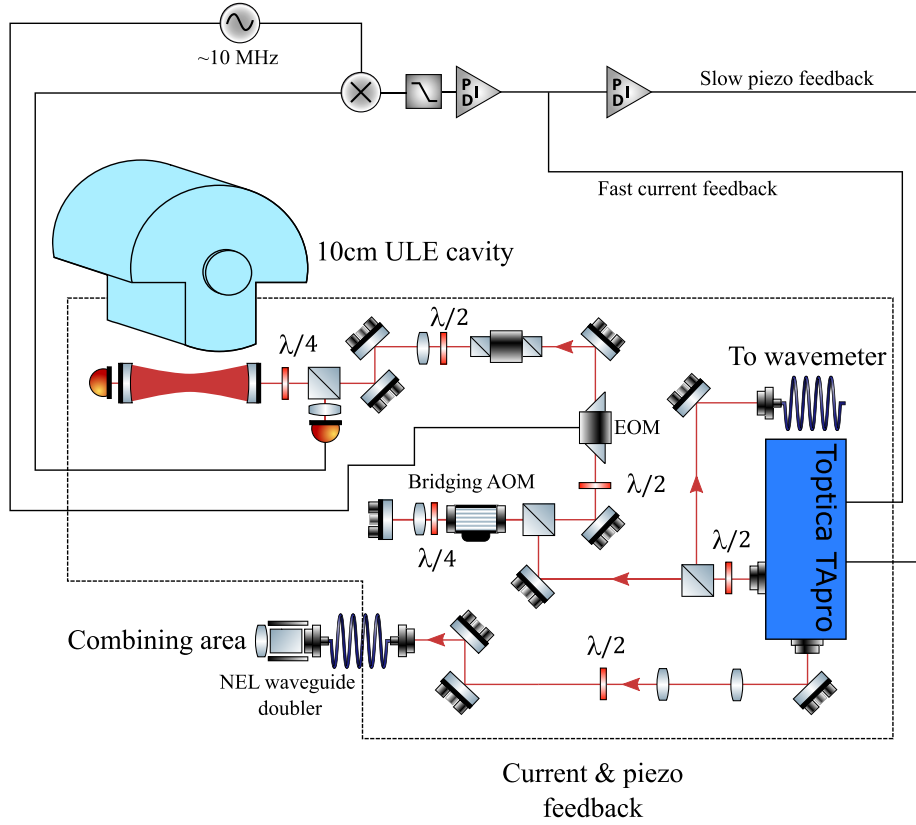 ~10 MHz
P I
D
P I
D
Slow piezo feedback
Fast current feedback
10cm ULE cavity
λ/2
λ/4
To wavemeter
EOM
λ/2
Bridging AOM
λ/4
λ/2
Toptica TApro
Combining area
NEL waveguide
doubler
λ/2
Current & piezo
feedback